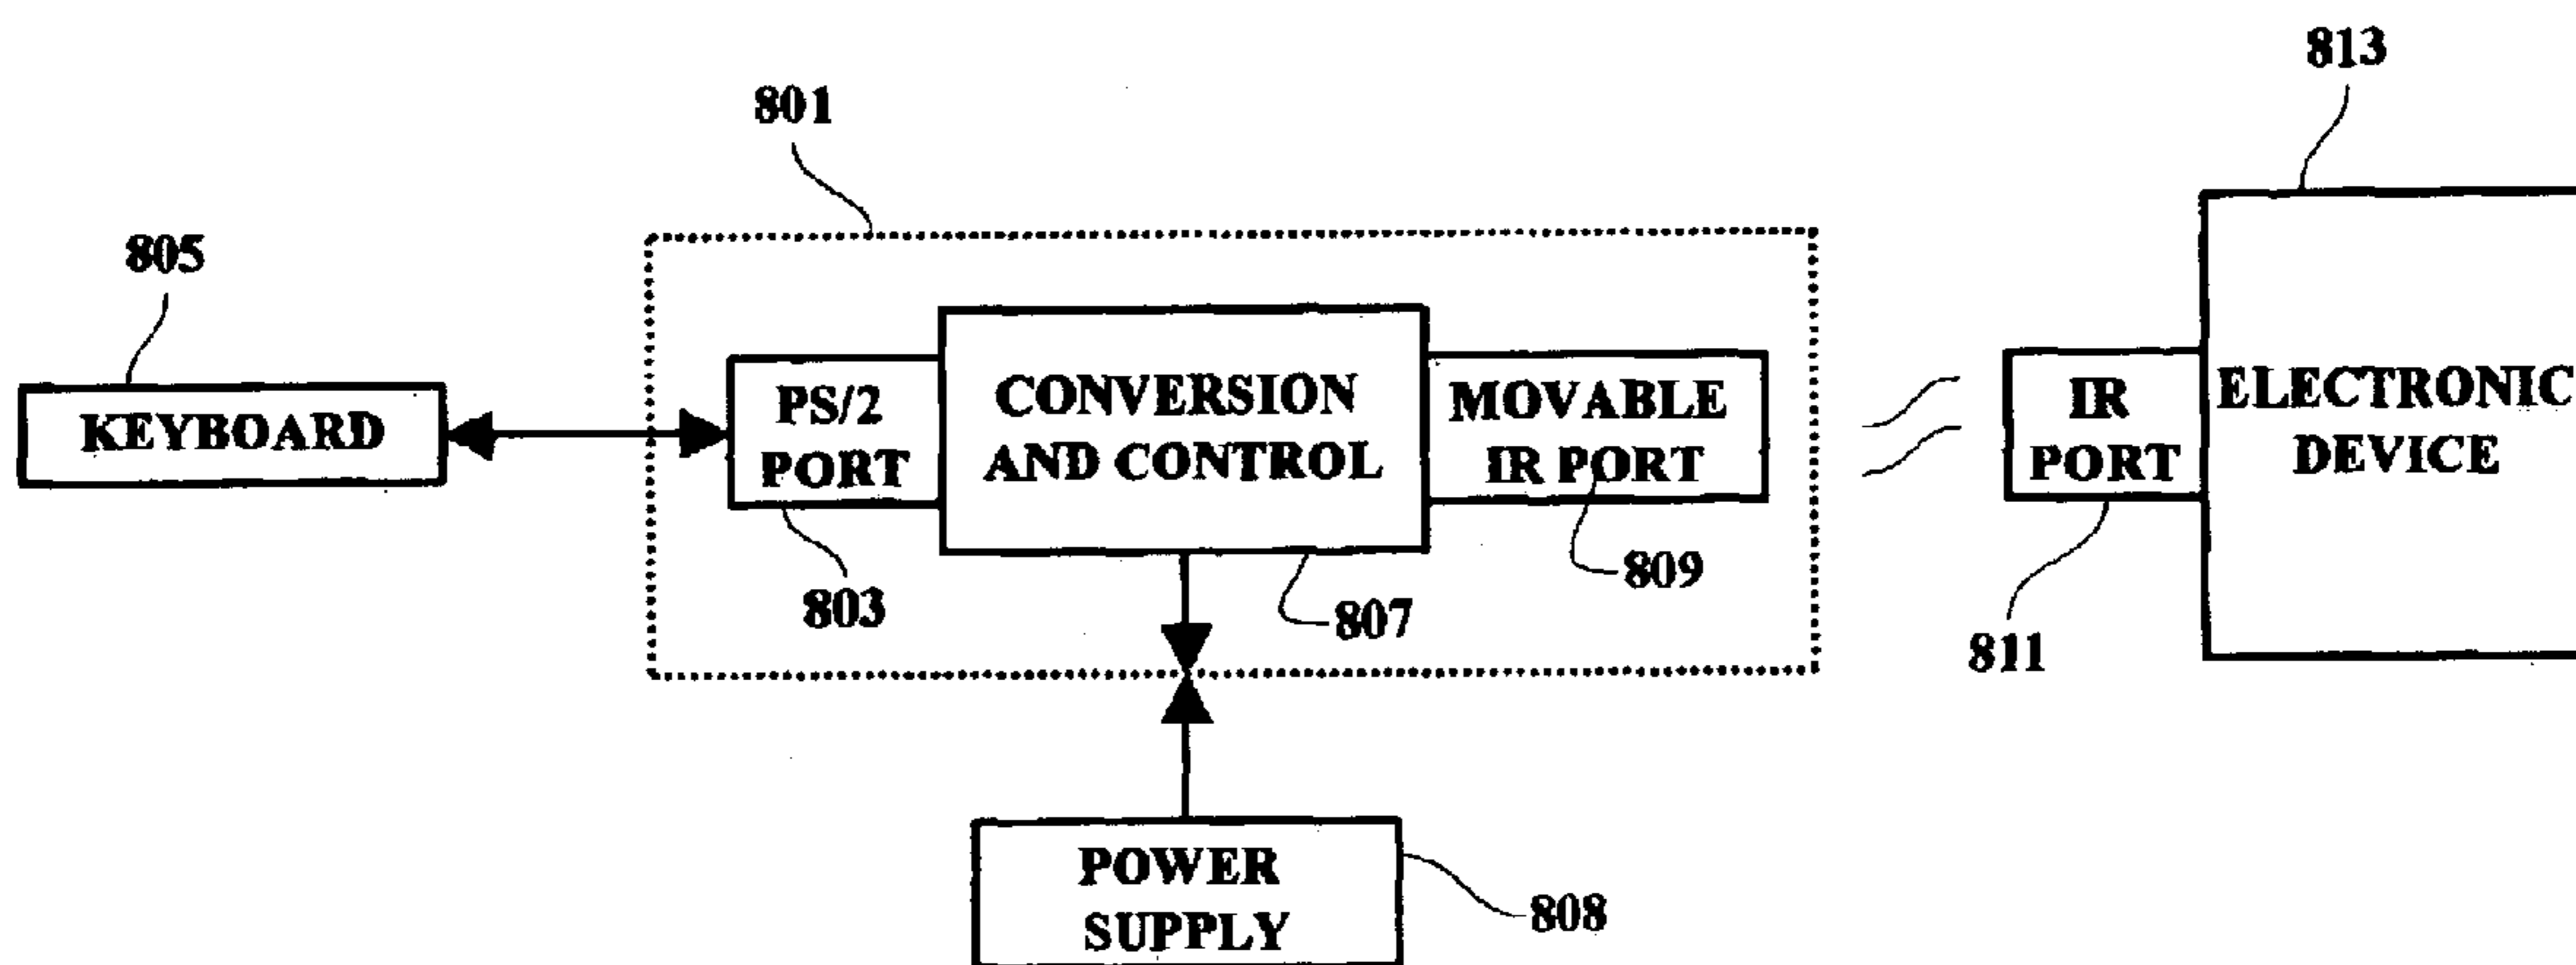 813
801
805
KEYBOARD
PS/2
PORT
CONVERSION
AND CONTROL
MOVABLE
IR PORT
IR
PORT
ELECTRONIC
DEVICE
803
809
807
811
POWER
SUPPLY
808